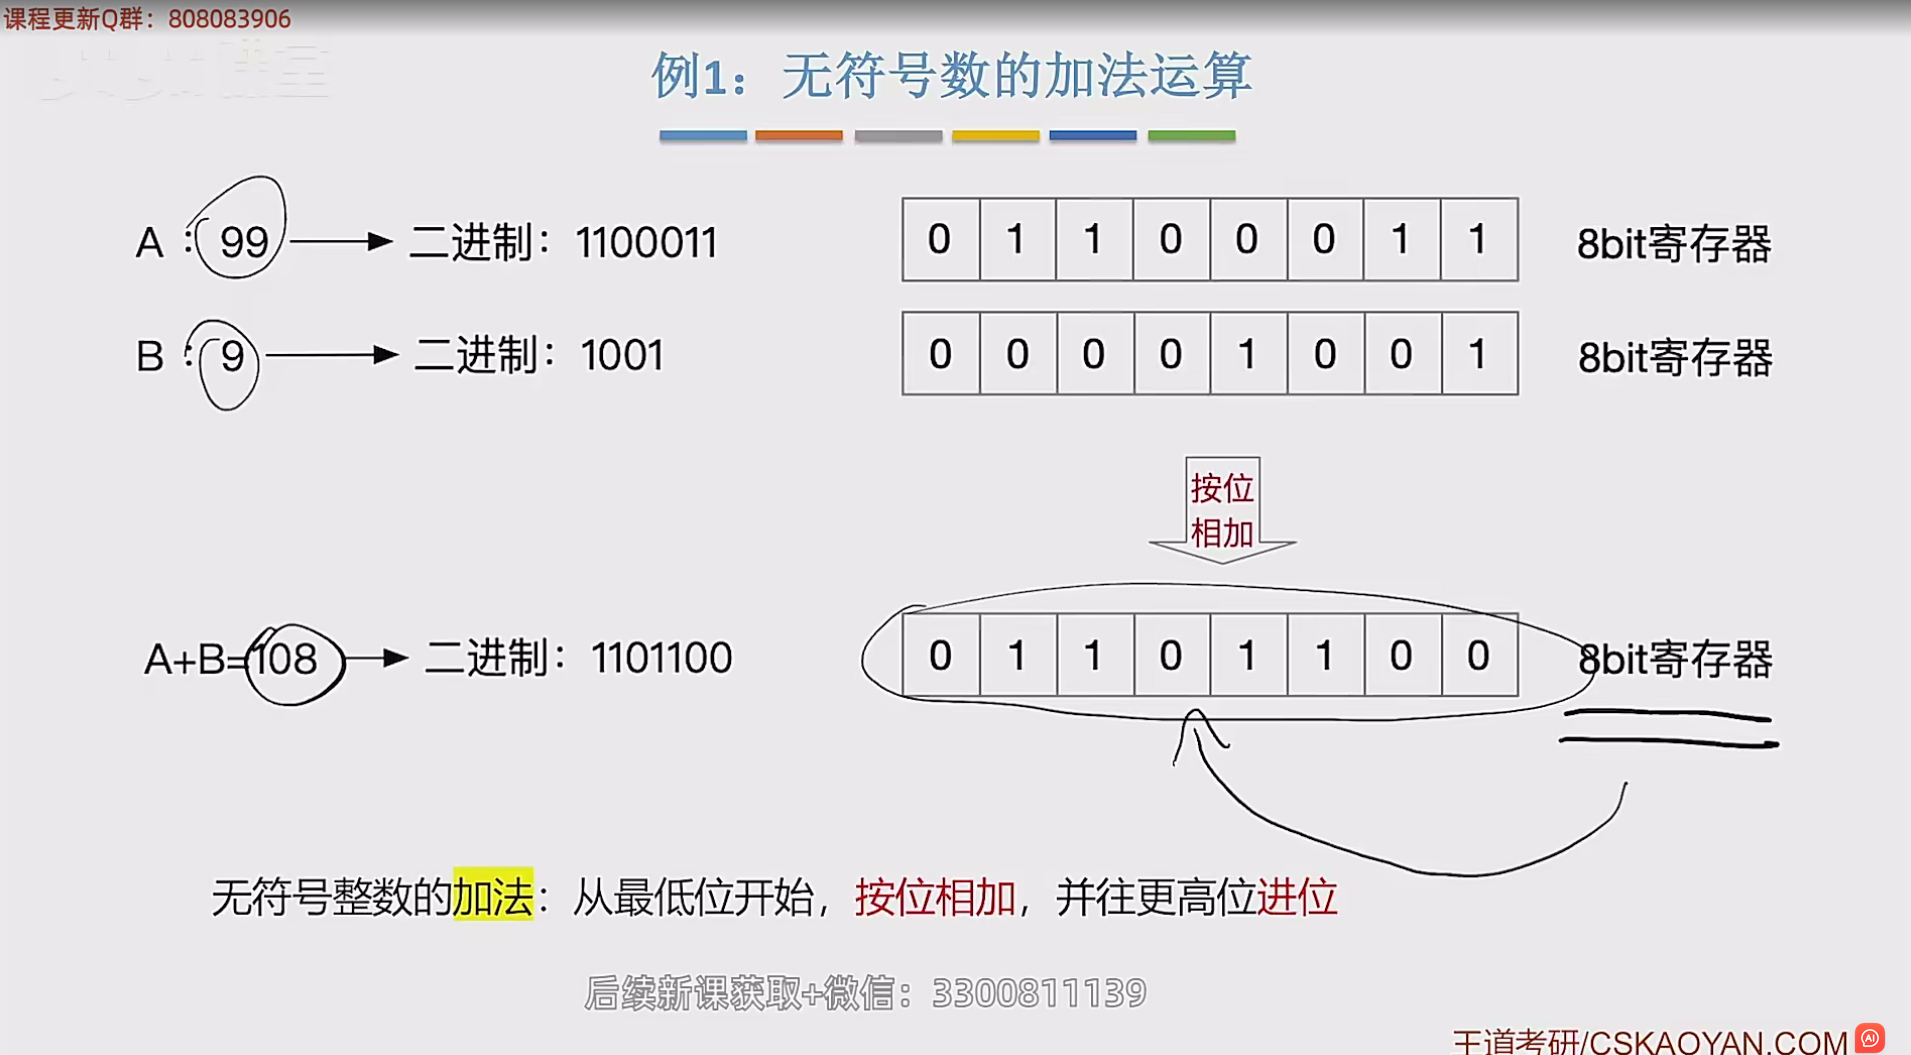 课程更新Q群：808083906
例1：无符号数的加法运算
A：99 二进制：1100011 0 1 1 0 0 0 1 1 8bit寄存器
B：9 二进制：1001 0 0 0 0 1 0 0 1 8bit寄存器
按位
相加
A+B=108 二进制：1101100 0 1 1 0 1 1 0 0 8bit寄存器
无符号整数的加法：从最低位开始，按位相加，并往更高位进位
后续新课获取+微信：3300811139
王道考研/CSKAOYAN.COM
AI